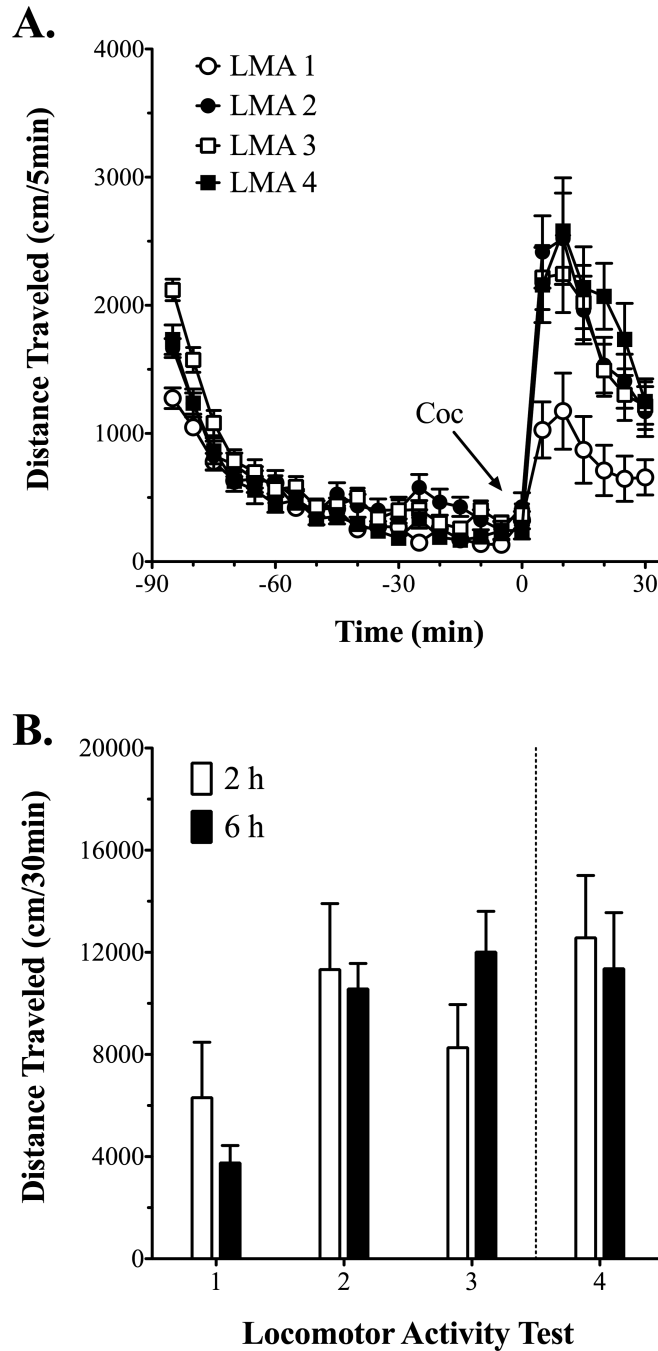 A.
Distance Traveled (cm/5min)
4000
3000
2000
1000
0
LMA 1
LMA 2
LMA 3
LMA 4
Coc
-90
-60
-30
0
30
Time (min)
B.
Distance Traveled (cm/30min)
20000
16000
12000
8000
4000
0
2 h
6 h
1
2
3
4
Locomotor Activity Test